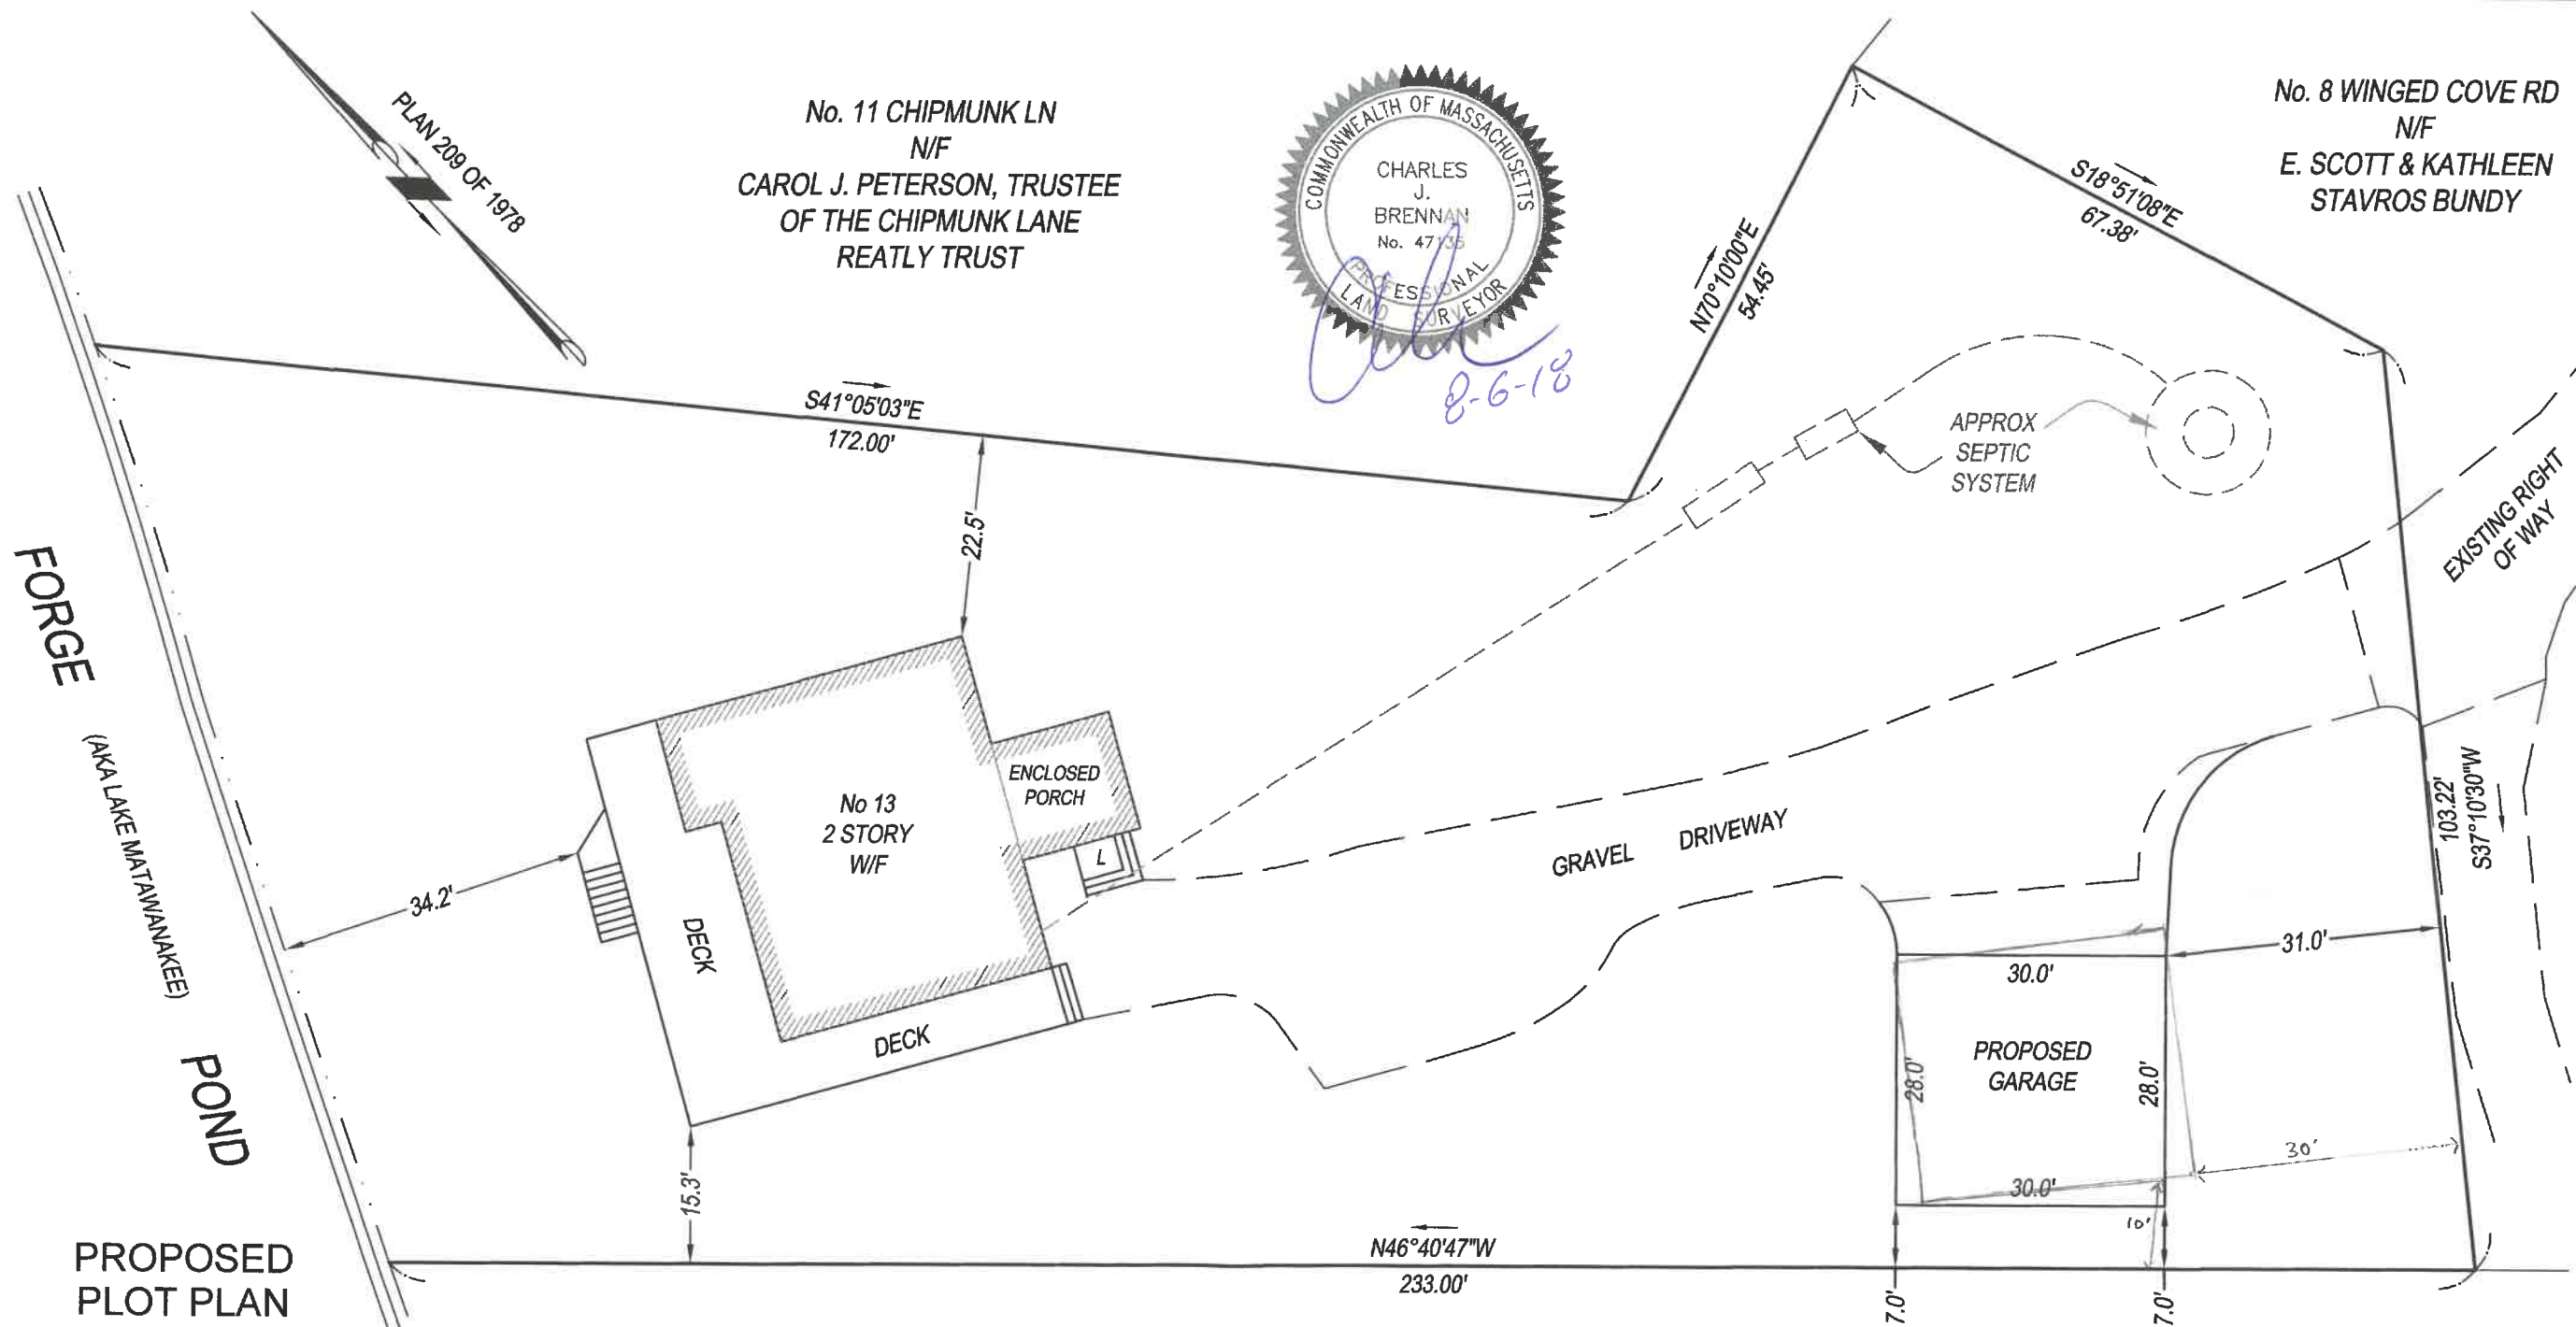 PLAN 209 OF 1978
No. 11 CHIPMUNK LN
N/F
CAROL J. PETERSON, TRUSTEE
OF THE CHIPMUNK LANE
REATLY TRUST
COMMONWEALTH OF MASSACHUSETTS
CHARLES
J.
BRENNAN
No. 47135
PROFESSIONAL
LAND SURVEYOR
8-6-18
No. 8 WINGED COVE RD
N/F
E. SCOTT & KATHLEEN
STAVROS BUNDY
S18°51'08"E
67.38'
N70°10'00"E
54.45'
S41°05'03"E
172.00'
22.5'
APPROX
SEPTIC
SYSTEM
EXISTING RIGHT
OF WAY
FORGE
(AKA LAKE MATAWANAKEE)
POND
34.2'
No 13
2 STORY
W/F
ENCLOSED
PORCH
L
DECK
DECK
GRAVEL DRIVEWAY
103.22'
S37°10'30"W
31.0'
30.0'
PROPOSED
GARAGE
28.0'
28.0'
30.0'
30'
10'
15.3'
N46°40'47"W
233.00'
7.0'
7.0'
PROPOSED
PLOT PLAN